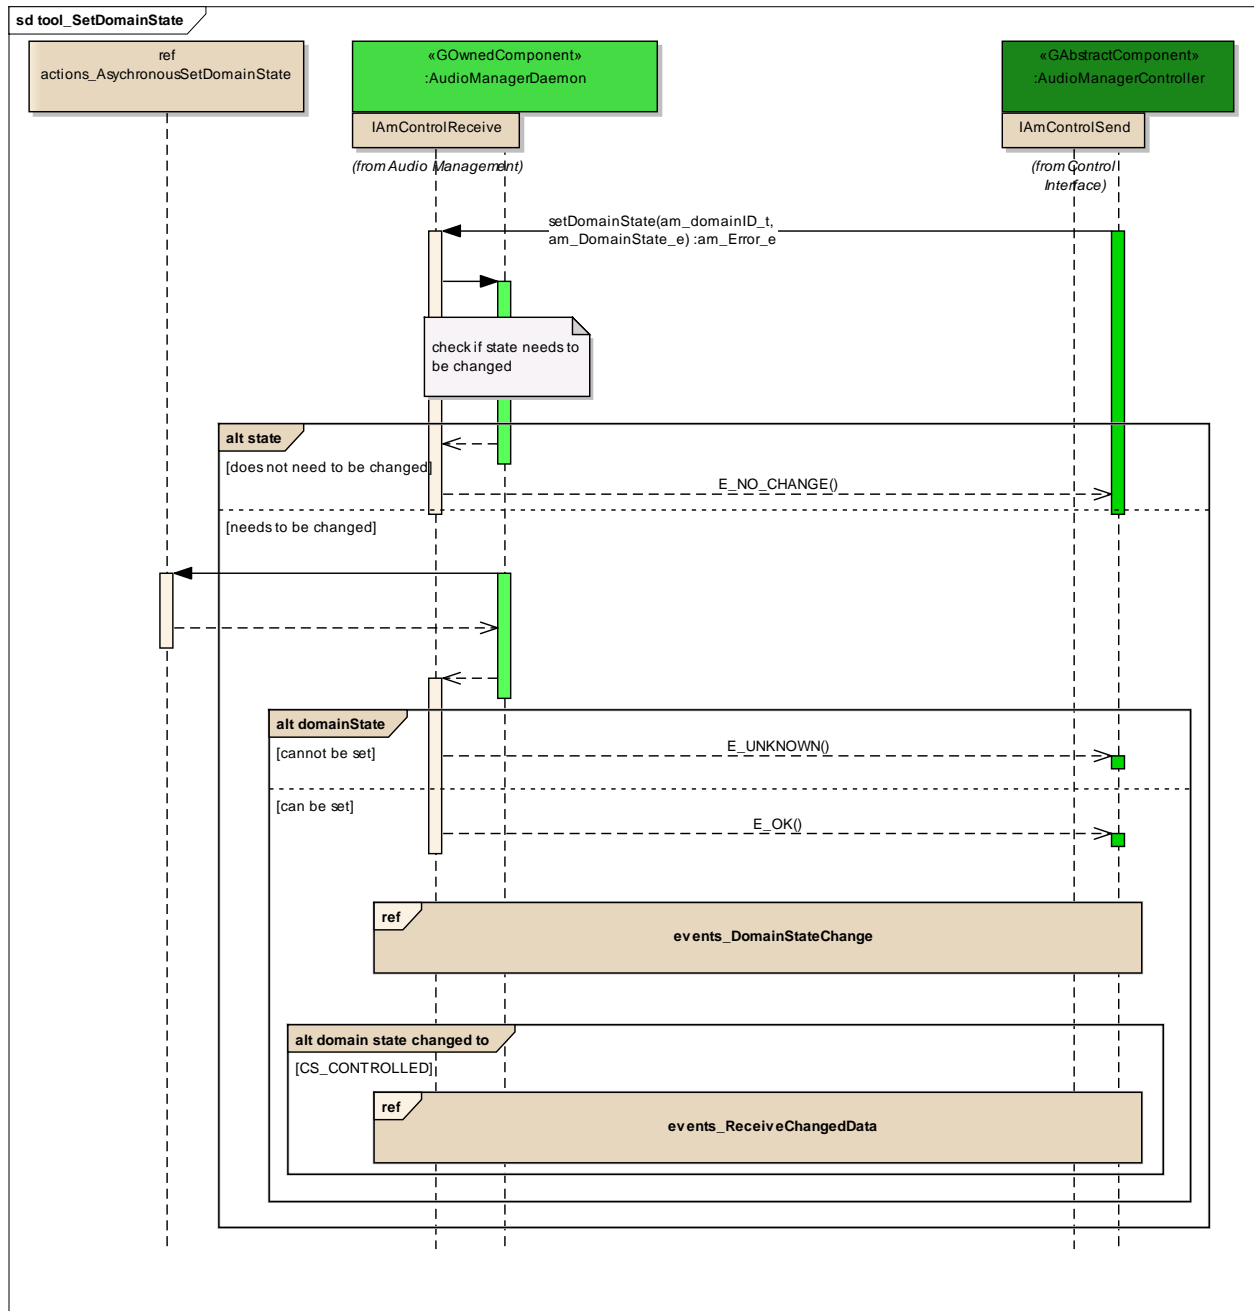 sd tool_SetDomainState
ref
actions_AsychronousSetDomainState
«GOwnedComponent»
:AudioManagerDaemon
«GAbstractComponent»
:AudioManagerController
IAmControlReceive
IAmControlSend
(from Audio Management)
(from Control
Interface)
setDomainState(am_domainID_t,
am_DomainState_e) :am_Error_e
check if state needs to
be changed
alt state
[does not need to be changed]
E_NO_CHANGE()
[needs to be changed]
alt domainState
[cannot be set]
E_UNKNOWN()
[can be set]
E_OK()
ref
events_DomainStateChange
alt domain state changed to
[CS_CONTROLLED]
ref
events_ReceiveChangedData